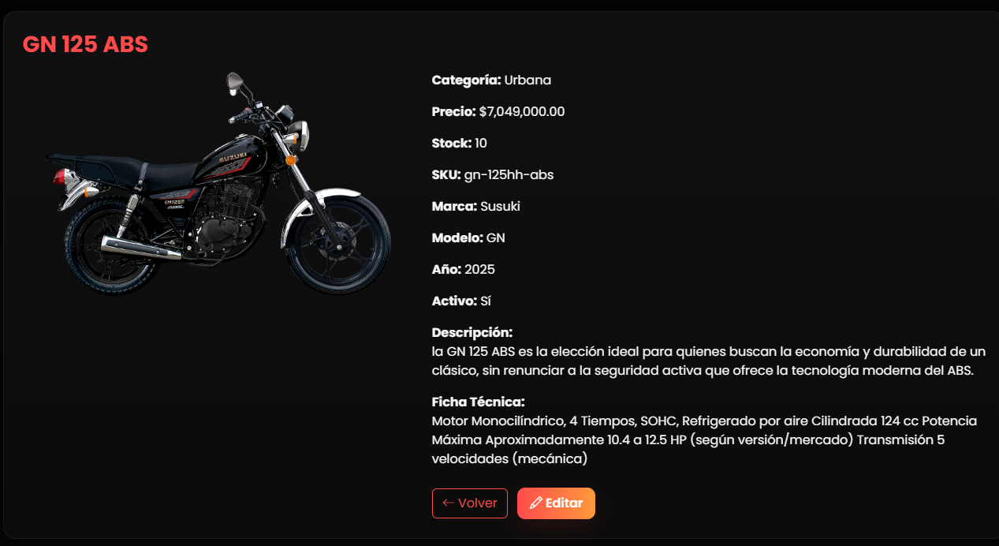 GN 125 ABS
SUZUKI
Categoría: Urbana
Precio: $7,049,000.00
Stock: 10
SKU: gn-125hh-abs
Marca: Susuki
Modelo: GN
Año: 2025
Activo: Sí
Descripción:
la GN 125 ABS es la elección ideal para quienes buscan la economía y durabilidad de un
clásico, sin renunciar a la seguridad activa que ofrece la tecnología moderna del ABS.
Ficha Técnica:
Motor Monocilíndrico, 4 Tiempos, SOHC, Refrigerado por aire Cilindrada 124 cc Potencia
Máxima Aproximadamente 10.4 a 12.5 HP (según versión/mercado) Transmisión 5
velocidades (mecánica)
← Volver
Editar